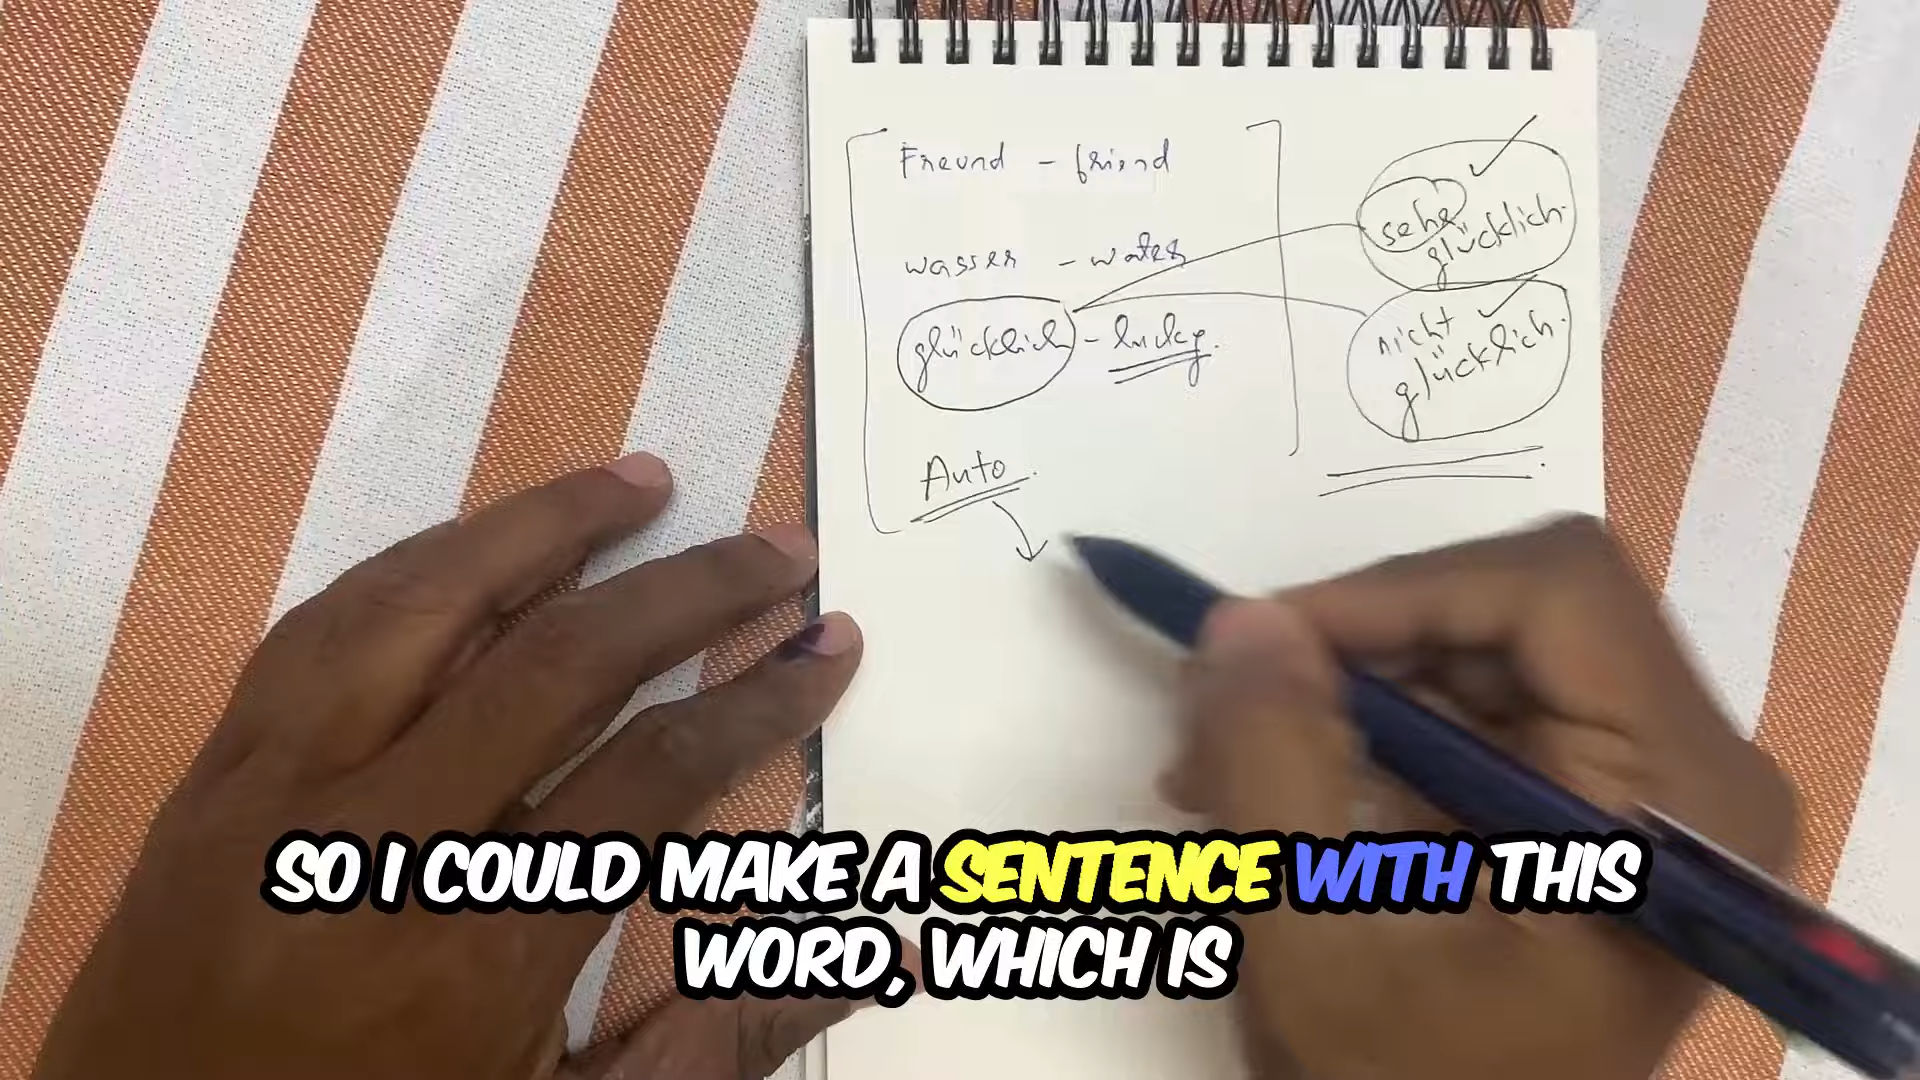 Freund - friend
wasser - water
glücklich - lucky.
Auto.
sehr
glücklich.
nicht
glücklich.
SO I COULD MAKE A SENTENCE WITH THIS
WORD, WHICH IS